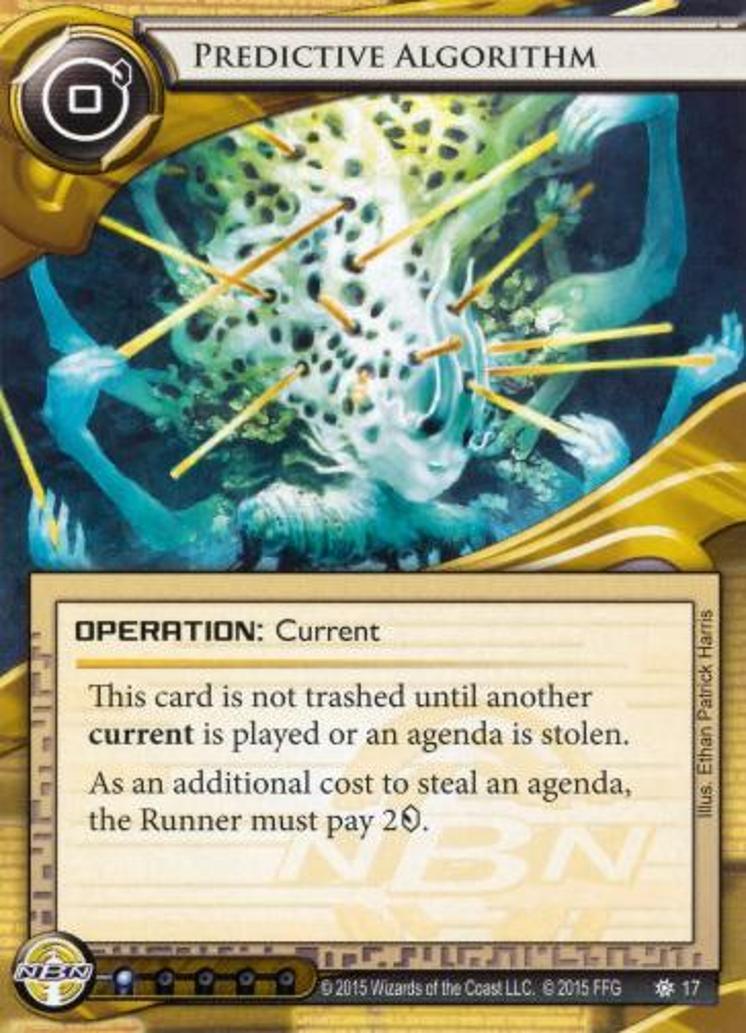 PREDICTIVE ALGORITHM
OPERATION: Current
This card is not trashed until another
current is played or an agenda is stolen.
As an additional cost to steal an agenda,
the Runner must pay 2.
NBN
Illus. Ethan Patrick Harris
NBN
© 2015 Wizards of the Coast LLC. © 2015 FFG 17